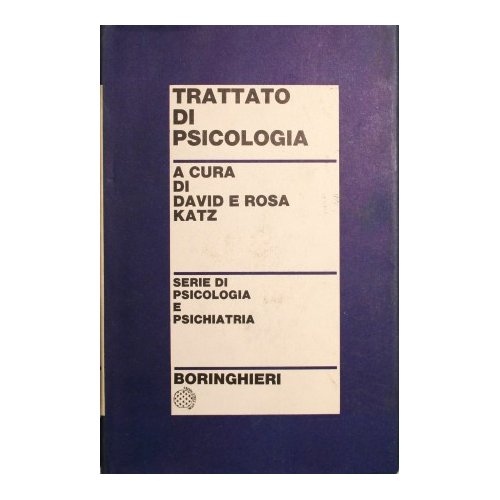 TRATTATO
DI
PSICOLOGIA
A CURA
DI
DAVID E ROSA
KATZ
SERIE DI
PSICOLOGIA
E
PSICHIATRIA
BORINGHIERI